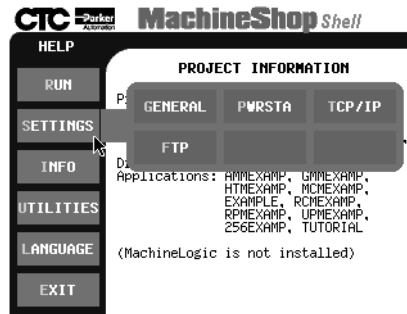 CTC Parker Automation MachineShop Shell
HELP
RUN
SETTINGS
INFO
UTILITIES
LANGUAGE
EXIT
PROJECT INFORMATION
GENERAL PWRSTA TCP/IP
FTP
Applications: AMMEXAMP, GMMEXAMP,
HTMEXAMP, MCMEXAMP,
EXAMPLE, RCMEXAMP,
RPMEXAMP, UPMEXAMP,
256EXAMP, TUTORIAL
(MachineLogic is not installed)